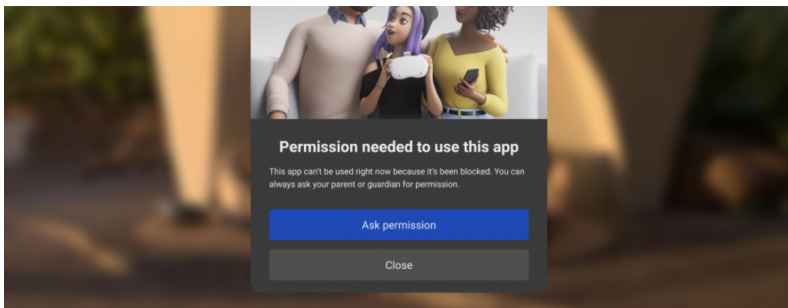 Permission needed to use this app
This app can't be used right now because it's been blocked. You can
always ask your parent or guardian for permission.
Ask permission
Close